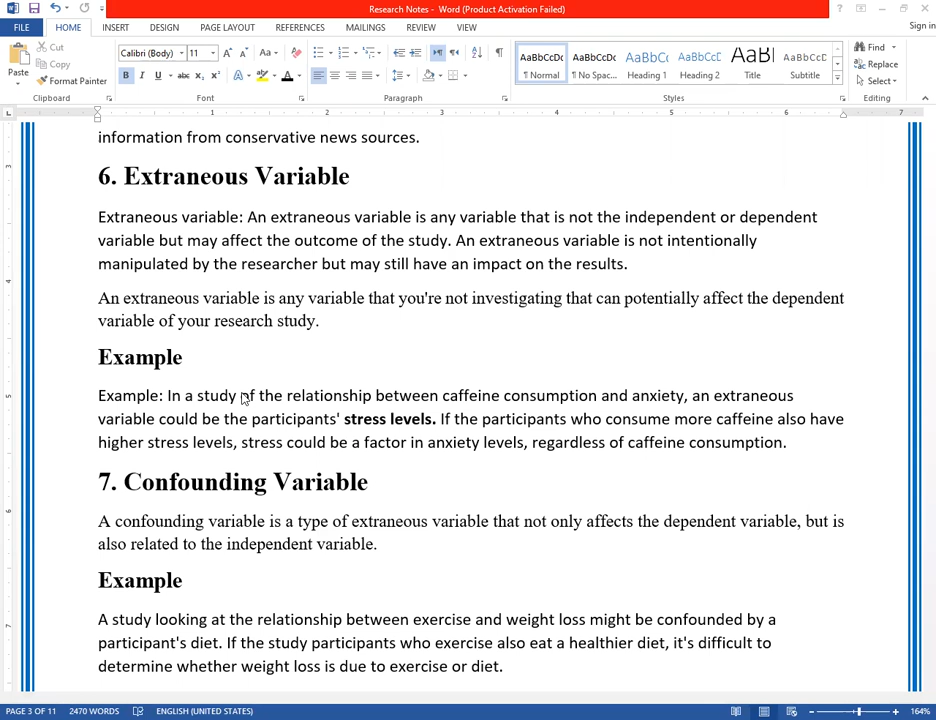 Research Notes - Word (Product Activation Failed)
FILE HOME INSERT DESIGN PAGE LAYOUT REFERENCES MAILINGS REVIEW VIEW Sign in
Paste Cut Copy Format Painter
Calibri (Body) 11
AaBbCcDc AaBbCcDc AaBbCc AaBbCc AaBl AaBbCcD
¶ Normal ¶ No Spac... Heading 1 Heading 2 Title Subtitle
Find Replace Select
Clipboard Font Paragraph Styles Editing
1 2 3 4 5 6 7
information from conservative news sources.
6. Extraneous Variable
Extraneous variable: An extraneous variable is any variable that is not the independent or dependent
variable but may affect the outcome of the study. An extraneous variable is not intentionally
manipulated by the researcher but may still have an impact on the results.
An extraneous variable is any variable that you're not investigating that can potentially affect the dependent
variable of your research study.
Example
Example: In a study of the relationship between caffeine consumption and anxiety, an extraneous
variable could be the participants' stress levels. If the participants who consume more caffeine also have
higher stress levels, stress could be a factor in anxiety levels, regardless of caffeine consumption.
7. Confounding Variable
A confounding variable is a type of extraneous variable that not only affects the dependent variable, but is
also related to the independent variable.
Example
A study looking at the relationship between exercise and weight loss might be confounded by a
participant's diet. If the study participants who exercise also eat a healthier diet, it's difficult to
determine whether weight loss is due to exercise or diet.
PAGE 3 OF 11 2470 WORDS ENGLISH (UNITED STATES) 164%